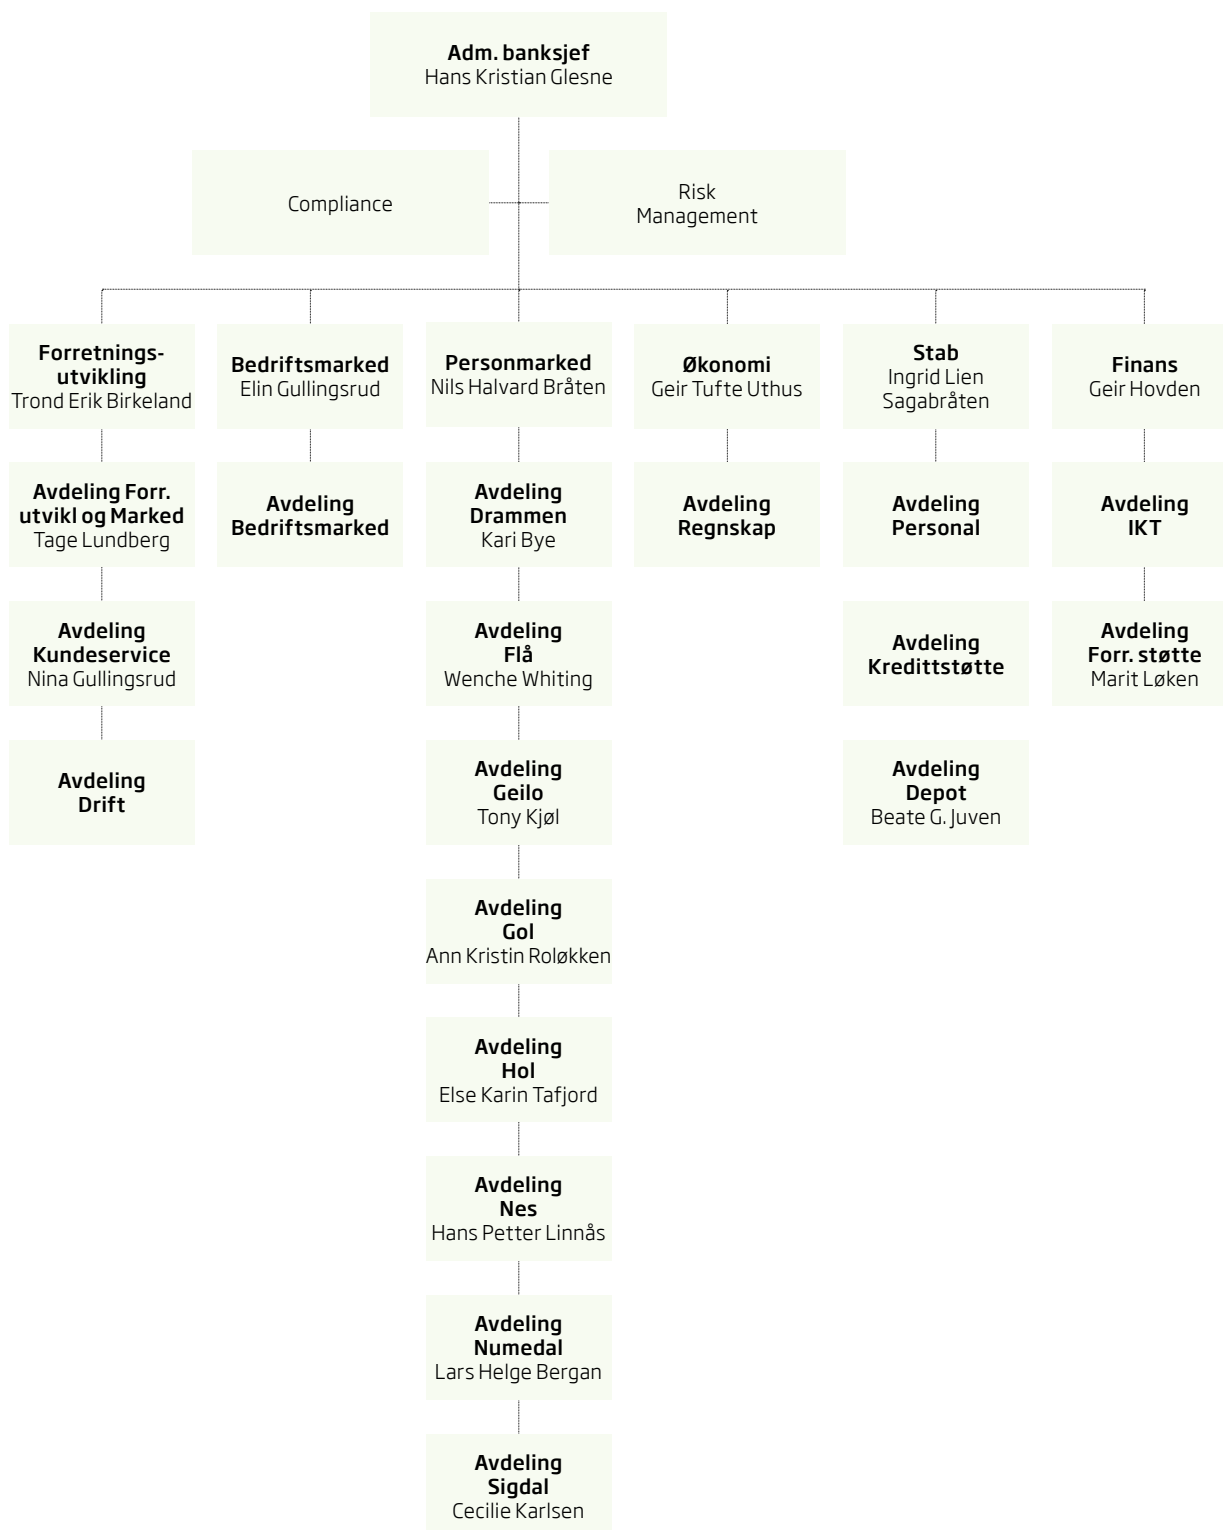 Adm. banksjef
Hans Kristian Glesne
Compliance
Risk
Management
Forretnings-
utvikling
Trond Erik Birkeland
Bedriftsmarked
Elin Gullingsrud
Personmarked
Nils Halvard Bråten
Økonomi
Geir Tufte Uthus
Stab
Ingrid Lien
Sagabråten
Finans
Geir Hovden
Avdeling Forr.
utvikl og Marked
Tage Lundberg
Avdeling
Bedriftsmarked
Avdeling
Drammen
Kari Bye
Avdeling
Regnskap
Avdeling
Personal
Avdeling
IKT
Avdeling
Kundeservice
Nina Gullingsrud
Avdeling
Flå
Wenche Whiting
Avdeling
Kredittstøtte
Avdeling
Forr. støtte
Marit Løken
Avdeling
Drift
Avdeling
Geilo
Tony Kjøl
Avdeling
Depot
Beate G. Juven
Avdeling
Gol
Ann Kristin Roløkken
Avdeling
Hol
Else Karin Tafjord
Avdeling
Nes
Hans Petter Linnås
Avdeling
Numedal
Lars Helge Bergan
Avdeling
Sigdal
Cecilie Karlsen